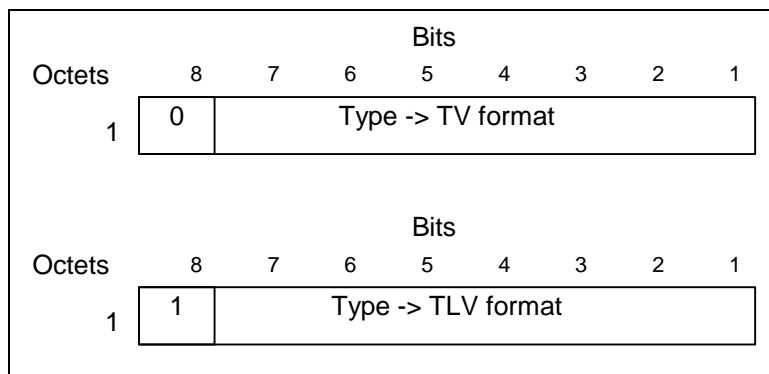 Bits
Octets 8 7 6 5 4 3 2 1
1 0 Type -> TV format
Bits
Octets 8 7 6 5 4 3 2 1
1 1 Type -> TLV format